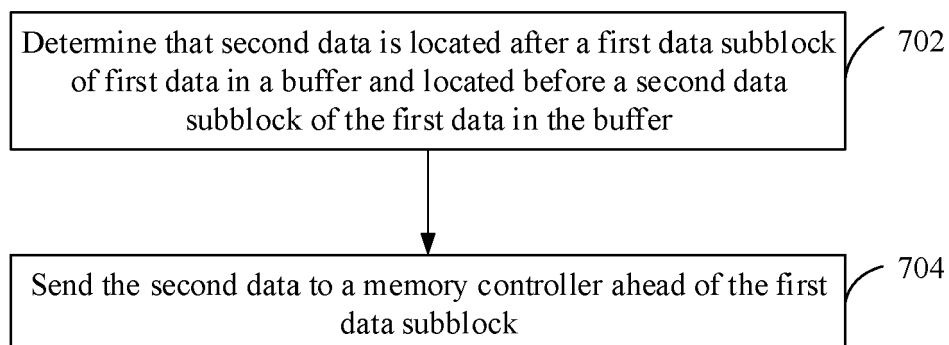 Determine that second data is located after a first data subblock
of first data in a buffer and located before a second data
subblock of the first data in the buffer
702
Send the second data to a memory controller ahead of the first
data subblock
704